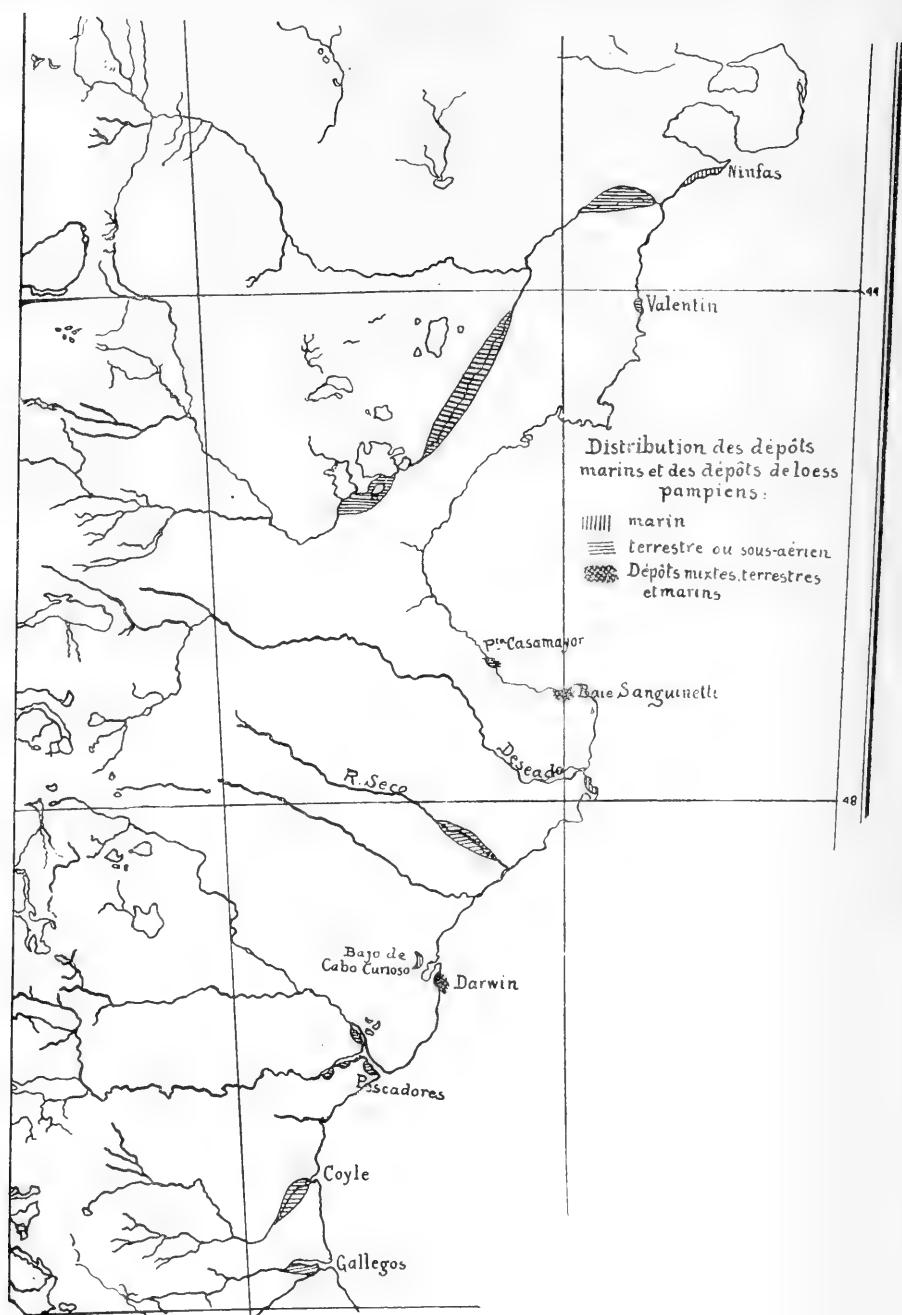 Ninfas
44
Valentin
Distribution des dépôts
marins et des dépôts de loess
pampiens:
marin
terrestre ou sous-aérien
Dépôts mixtes, terrestres
et marins
Pta Casamayor
Baie Sanguinetti
Deseado
R. Seco
48
Bajo de
Cabo Curioso
Darwin
Pescadores
Coyle
Gallegos